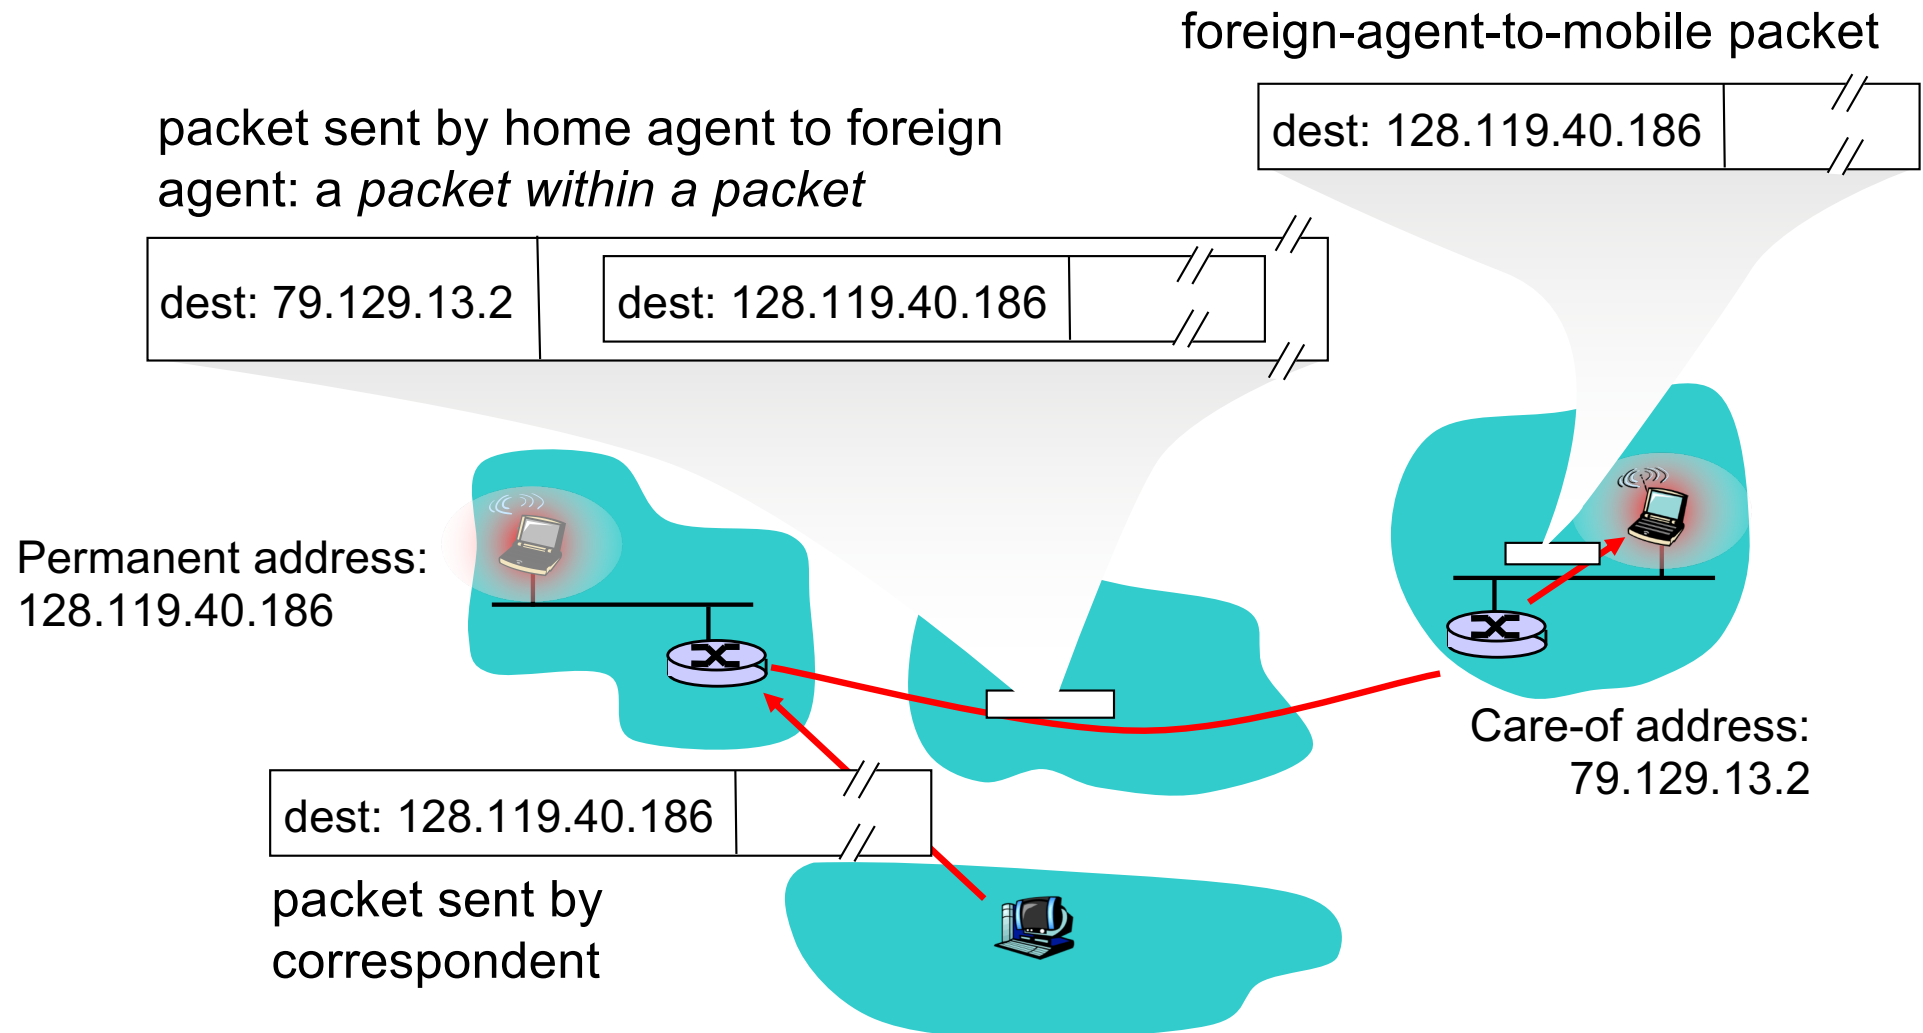 foreign-agent-to-mobile packet
dest: 128.119.40.186
packet sent by home agent to foreign
agent: a packet within a packet
dest: 79.129.13.2
dest: 128.119.40.186
Permanent address:
128.119.40.186
Care-of address:
79.129.13.2
dest: 128.119.40.186
packet sent by
correspondent